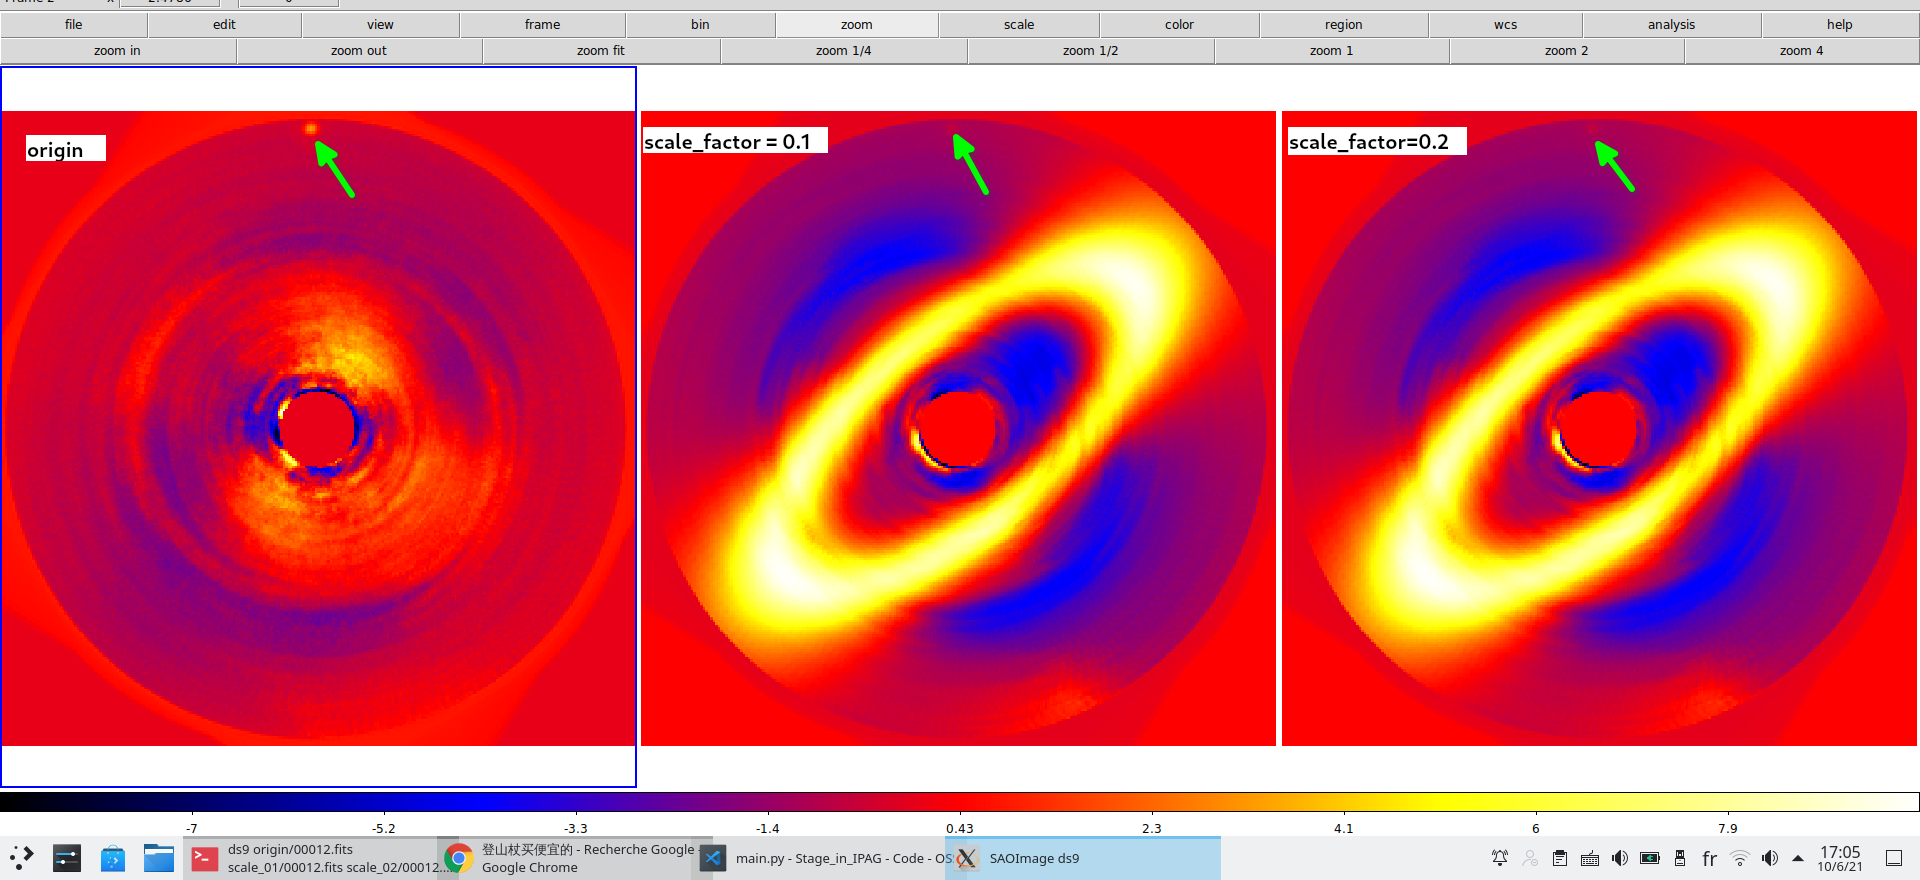 file edit view frame bin zoom scale color region wcs analysis help
zoom in zoom out zoom fit zoom 1/4 zoom 1/2 zoom 1 zoom 2 zoom 4
origin
scale_factor = 0.1
scale_factor=0.2
-7 -5.2 -3.3 -1.4 0.43 2.3 4.1 6 7.9
ds9 origin/00012.fits
scale_01/00012.fits scale_02/00012....
登山杖买便宜的 - Recherche Google -
Google Chrome
main.py - Stage_in_IPAG - Code - OS
SAOImage ds9
fr
17:05
10/6/21